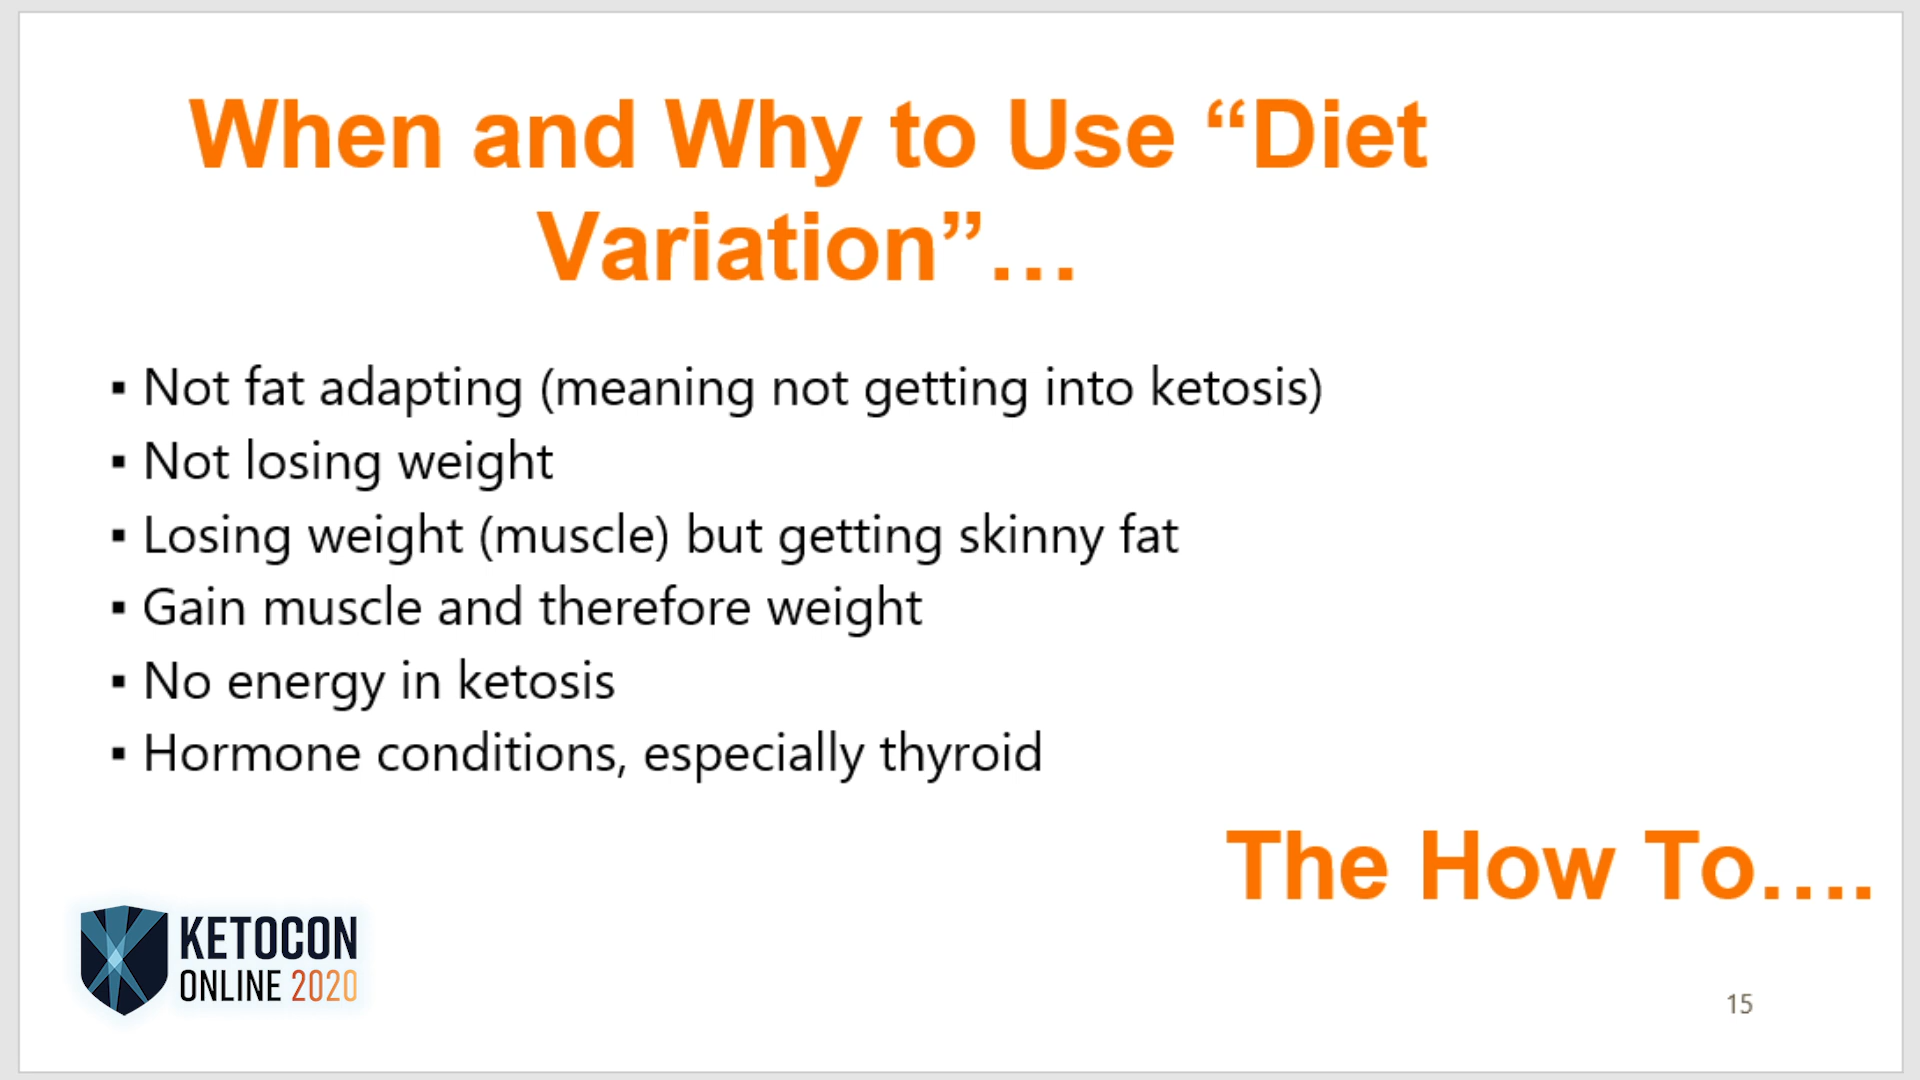 When and Why to Use “Diet
Variation”…
▪ Not fat adapting (meaning not getting into ketosis)
▪ Not losing weight
▪ Losing weight (muscle) but getting skinny fat
▪ Gain muscle and therefore weight
▪ No energy in ketosis
▪ Hormone conditions, especially thyroid
The How To….
KETOCON
ONLINE 2020
15